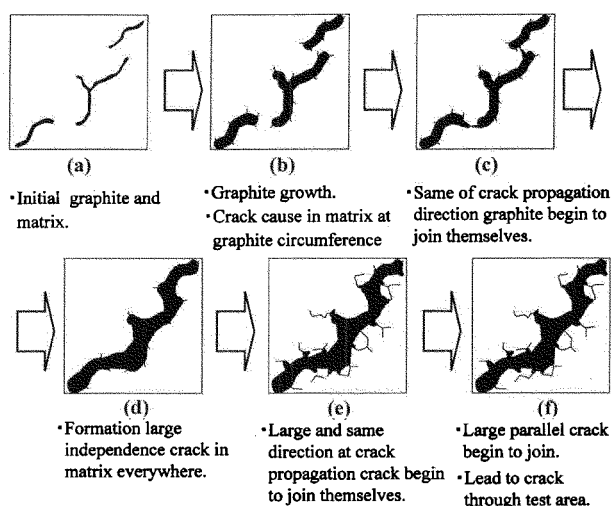 (a)
・Initial graphite and
matrix.
(b)
・Graphite growth.
・Crack cause in matrix at
graphite circumference
(c)
・Same of crack propagation
direction graphite begin to
join themselves.
(d)
・Formation large
independence crack in
matrix everywhere.
(e)
・Large and same
direction at crack
propagation crack begin
to join themselves.
(f)
・Large parallel crack
begin to join.
・Lead to crack
through test area.